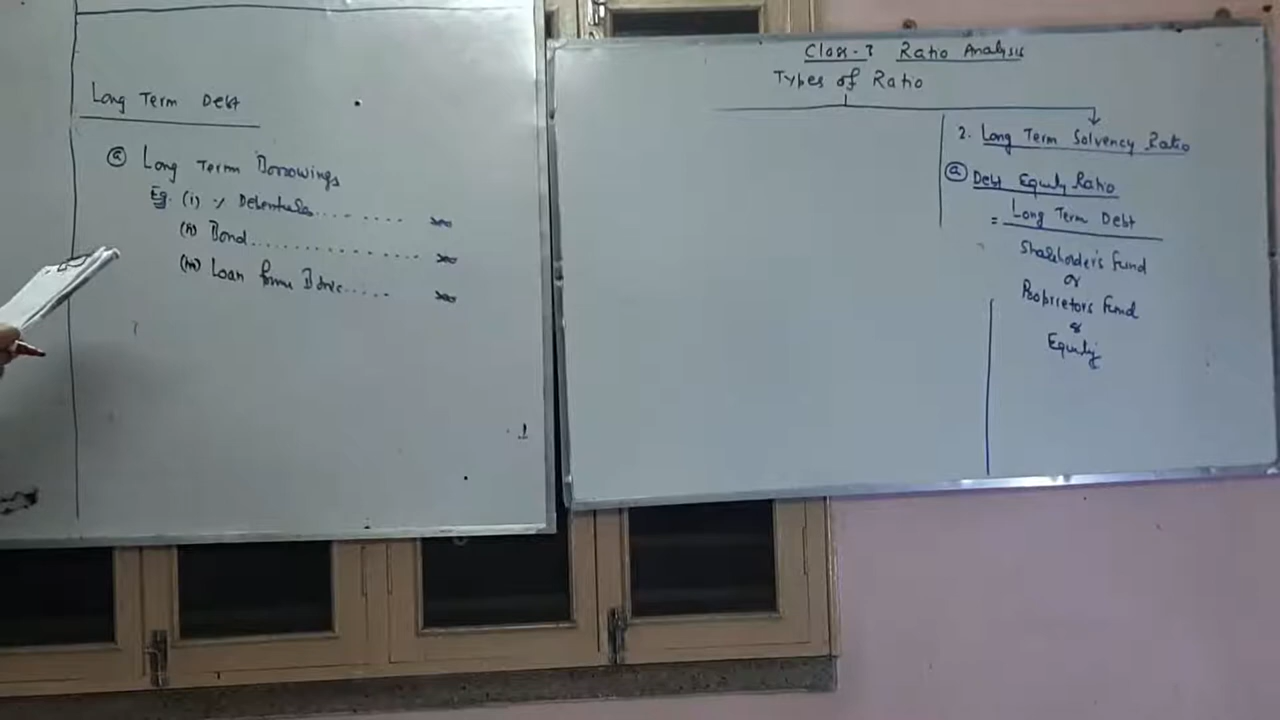 Long Term Debt
(a) Long Term Borrowings
Eg. (i) % Debentures........ xxx
(ii) Bond.............. xxx
(iii) Loan form Bank..... xxx
Class-3 Ratio Analysis
Types of Ratio
2. Long Term Solvency Ratio
(a) Debt Equity Ratio
= Long Term Debt
Shareholder's Fund
or
Proprietors Fund
or
Equity